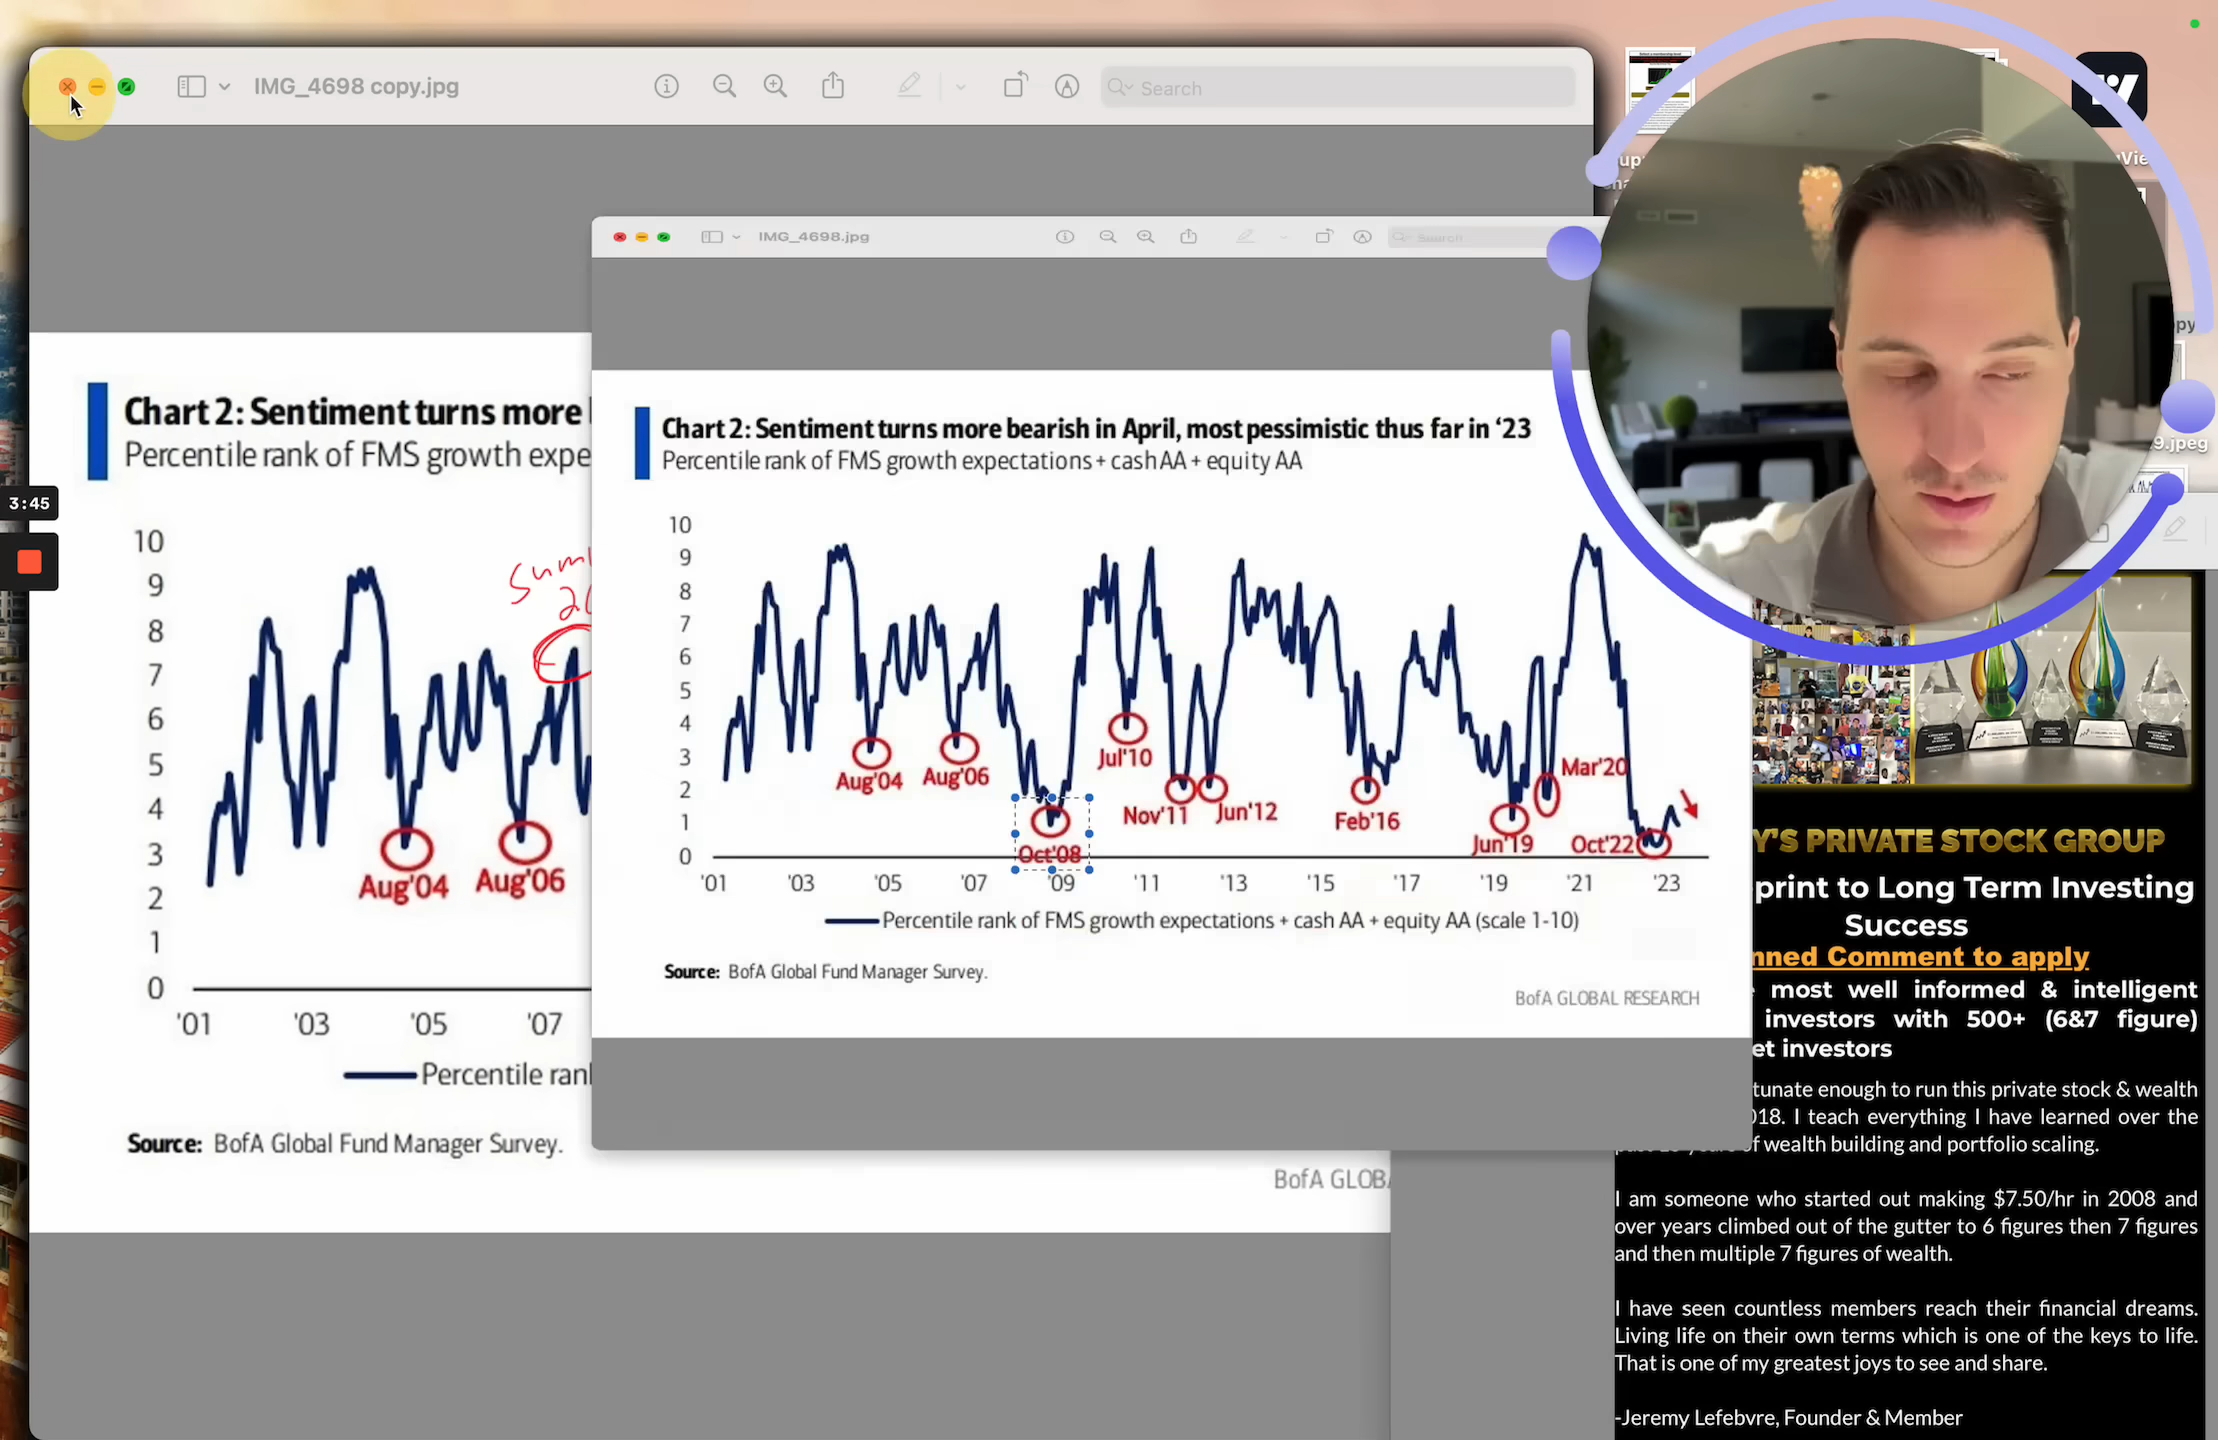 IMG_4698 copy.jpg
Search
Chart 2: Sentiment turns more
Percentile rank of FMS growth expe
3:45
10
9
8
7
6
5
4
3
2
1
0
Aug'04
Aug'06
'01
'03
'05
'07
Percentile rank
Source: BofA Global Fund Manager Survey.
BofA GLOBA
IMG_4698.jpg
Search
Chart 2: Sentiment turns more bearish in April, most pessimistic thus far in ‘23
Percentile rank of FMS growth expectations + cash AA + equity AA
10
9
8
7
6
5
4
3
2
1
0
Aug'04
Aug'06
Oct'08
Jul'10
Nov'11
Jun'12
Feb'16
Jun'19
Mar'20
Oct'22
'01
'03
'05
'07
'09
'11
'13
'15
'17
'19
'21
'23
Percentile rank of FMS growth expectations + cash AA + equity AA (scale 1-10)
Source: BofA Global Fund Manager Survey.
BofA GLOBAL RESEARCH
9.jpeg
Y'S PRIVATE STOCK GROUP
print to Long Term Investing
Success
nned Comment to apply
most well informed & intelligent
investors with 500+ (6&7 figure)
et investors
tunate enough to run this private stock & wealth
018. I teach everything I have learned over the
of wealth building and portfolio scaling.
I am someone who started out making $7.50/hr in 2008 and
over years climbed out of the gutter to 6 figures then 7 figures
and then multiple 7 figures of wealth.
I have seen countless members reach their financial dreams.
Living life on their own terms which is one of the keys to life.
That is one of my greatest joys to see and share.
-Jeremy Lefebvre, Founder & Member